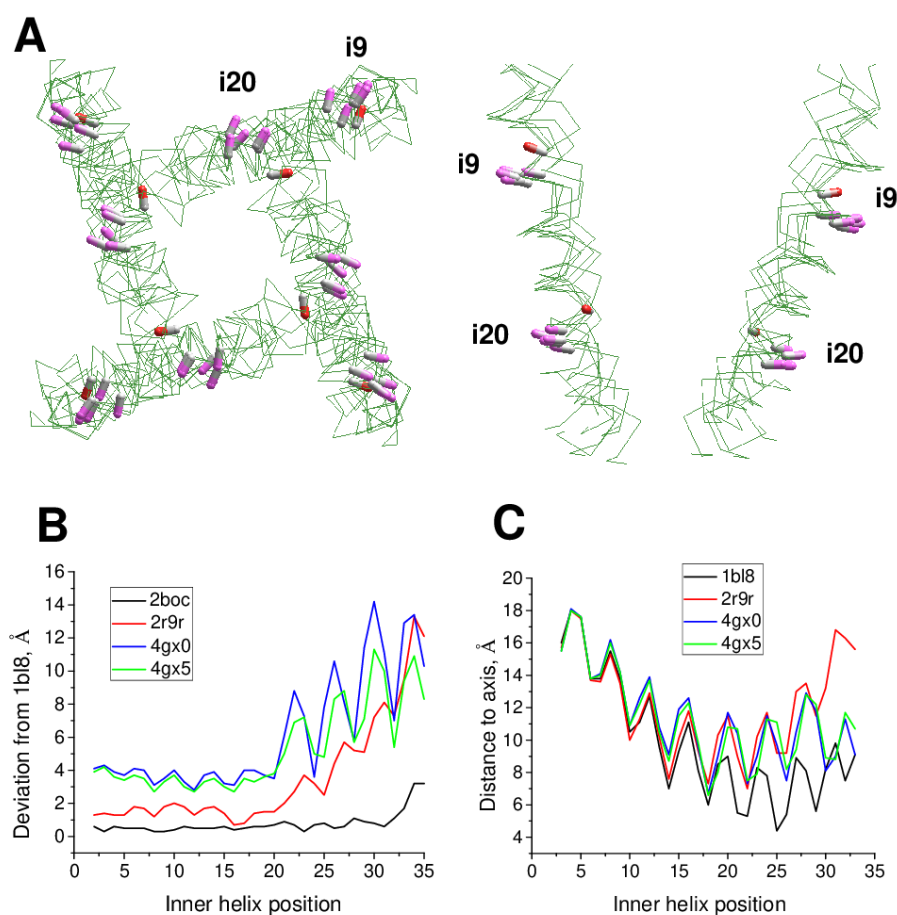 A
i9
i20
i9
i9
i20
i20
B
C
16
14
12
10
8
6
4
2
0
Deviation from 1bl8, Å
2boc
2r9r
4gx0
4gx5
0 5 10 15 20 25 30 35
Inner helix position
20
18
16
14
12
10
8
6
4
Distance to axis, Å
1bl8
2r9r
4gx0
4gx5
0 5 10 15 20 25 30 35
Inner helix position